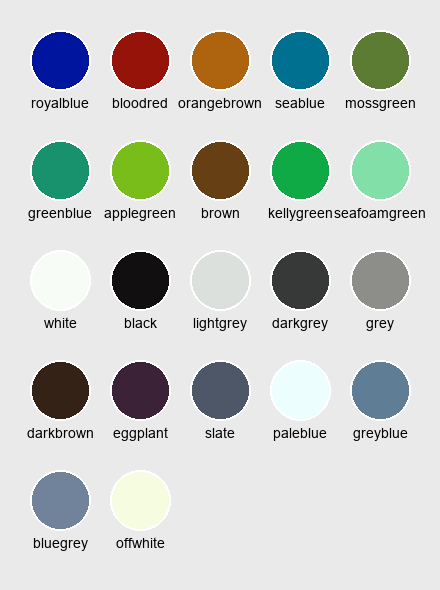 royalblue bloodred orangebrown seablue mossgreen
greenblue applegreen brown kellygreen seafoamgreen
white black lightgrey darkgrey grey
darkbrown eggplant slate paleblue greyblue
bluegrey offwhite